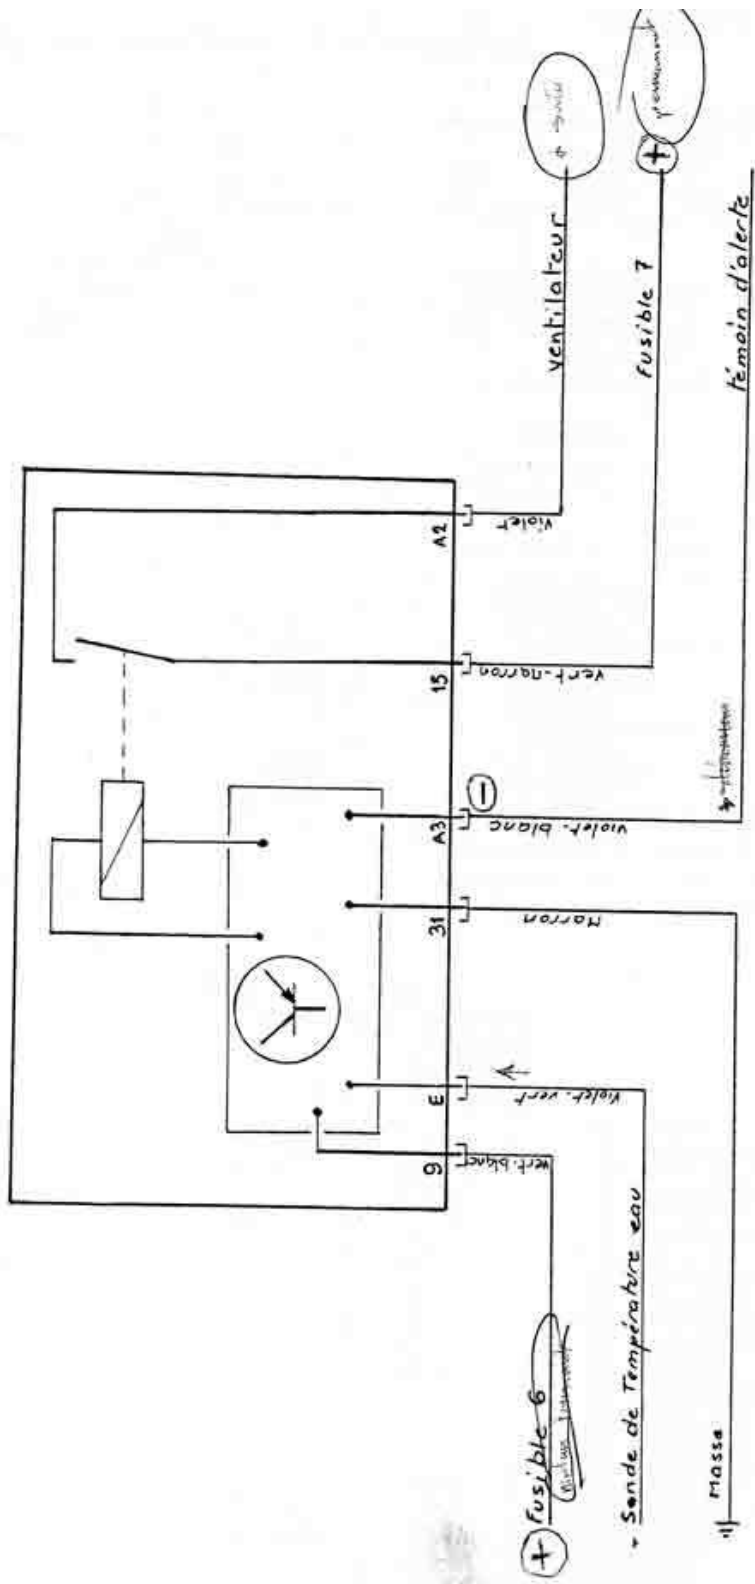 +
permanent
ventilateur
Fusible 7
témoin d'alerte
A2
violet
15
vert-marron
A3
-
violet-blanc
31
Marron
E
violet-vert
9
vert-blanc
+ Fusible 6
Sonde de Température eau
Masse